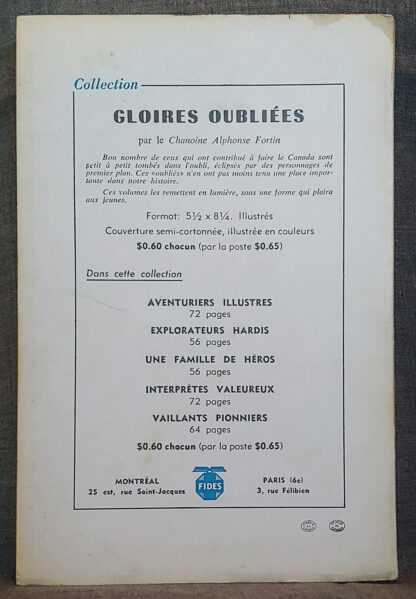 Collection
GLOIRES OUBLIÉES
par le Chanoine Alphonse Fortin
Bon nombre de ceux qui ont contribué à faire le Canada sont
petit à petit tombés dans l'oubli, éclipsés par des personnages de
premier plan. Ces «oubliés» n'en ont pas moins tenu une place impor-
tante dans notre histoire.
Ces volumes les remettent en lumière, sous une forme qui plaira
aux jeunes.
Format: 5½ x 8¼. Illustrés
Couverture semi-cartonnée, illustrée en couleurs
$0.60 chacun (par la poste $0.65)
Dans cette collection
AVENTURIERS ILLUSTRES
72 pages
EXPLORATEURS HARDIS
56 pages
UNE FAMILLE DE HÉROS
56 pages
INTERPRÈTES VALEUREUX
72 pages
VAILLANTS PIONNIERS
64 pages
$0.60 chacun (par la poste $0.65)
MONTRÉAL
25 est, rue Saint-Jacques
FIDES
PARIS (6e)
3, rue Félibien